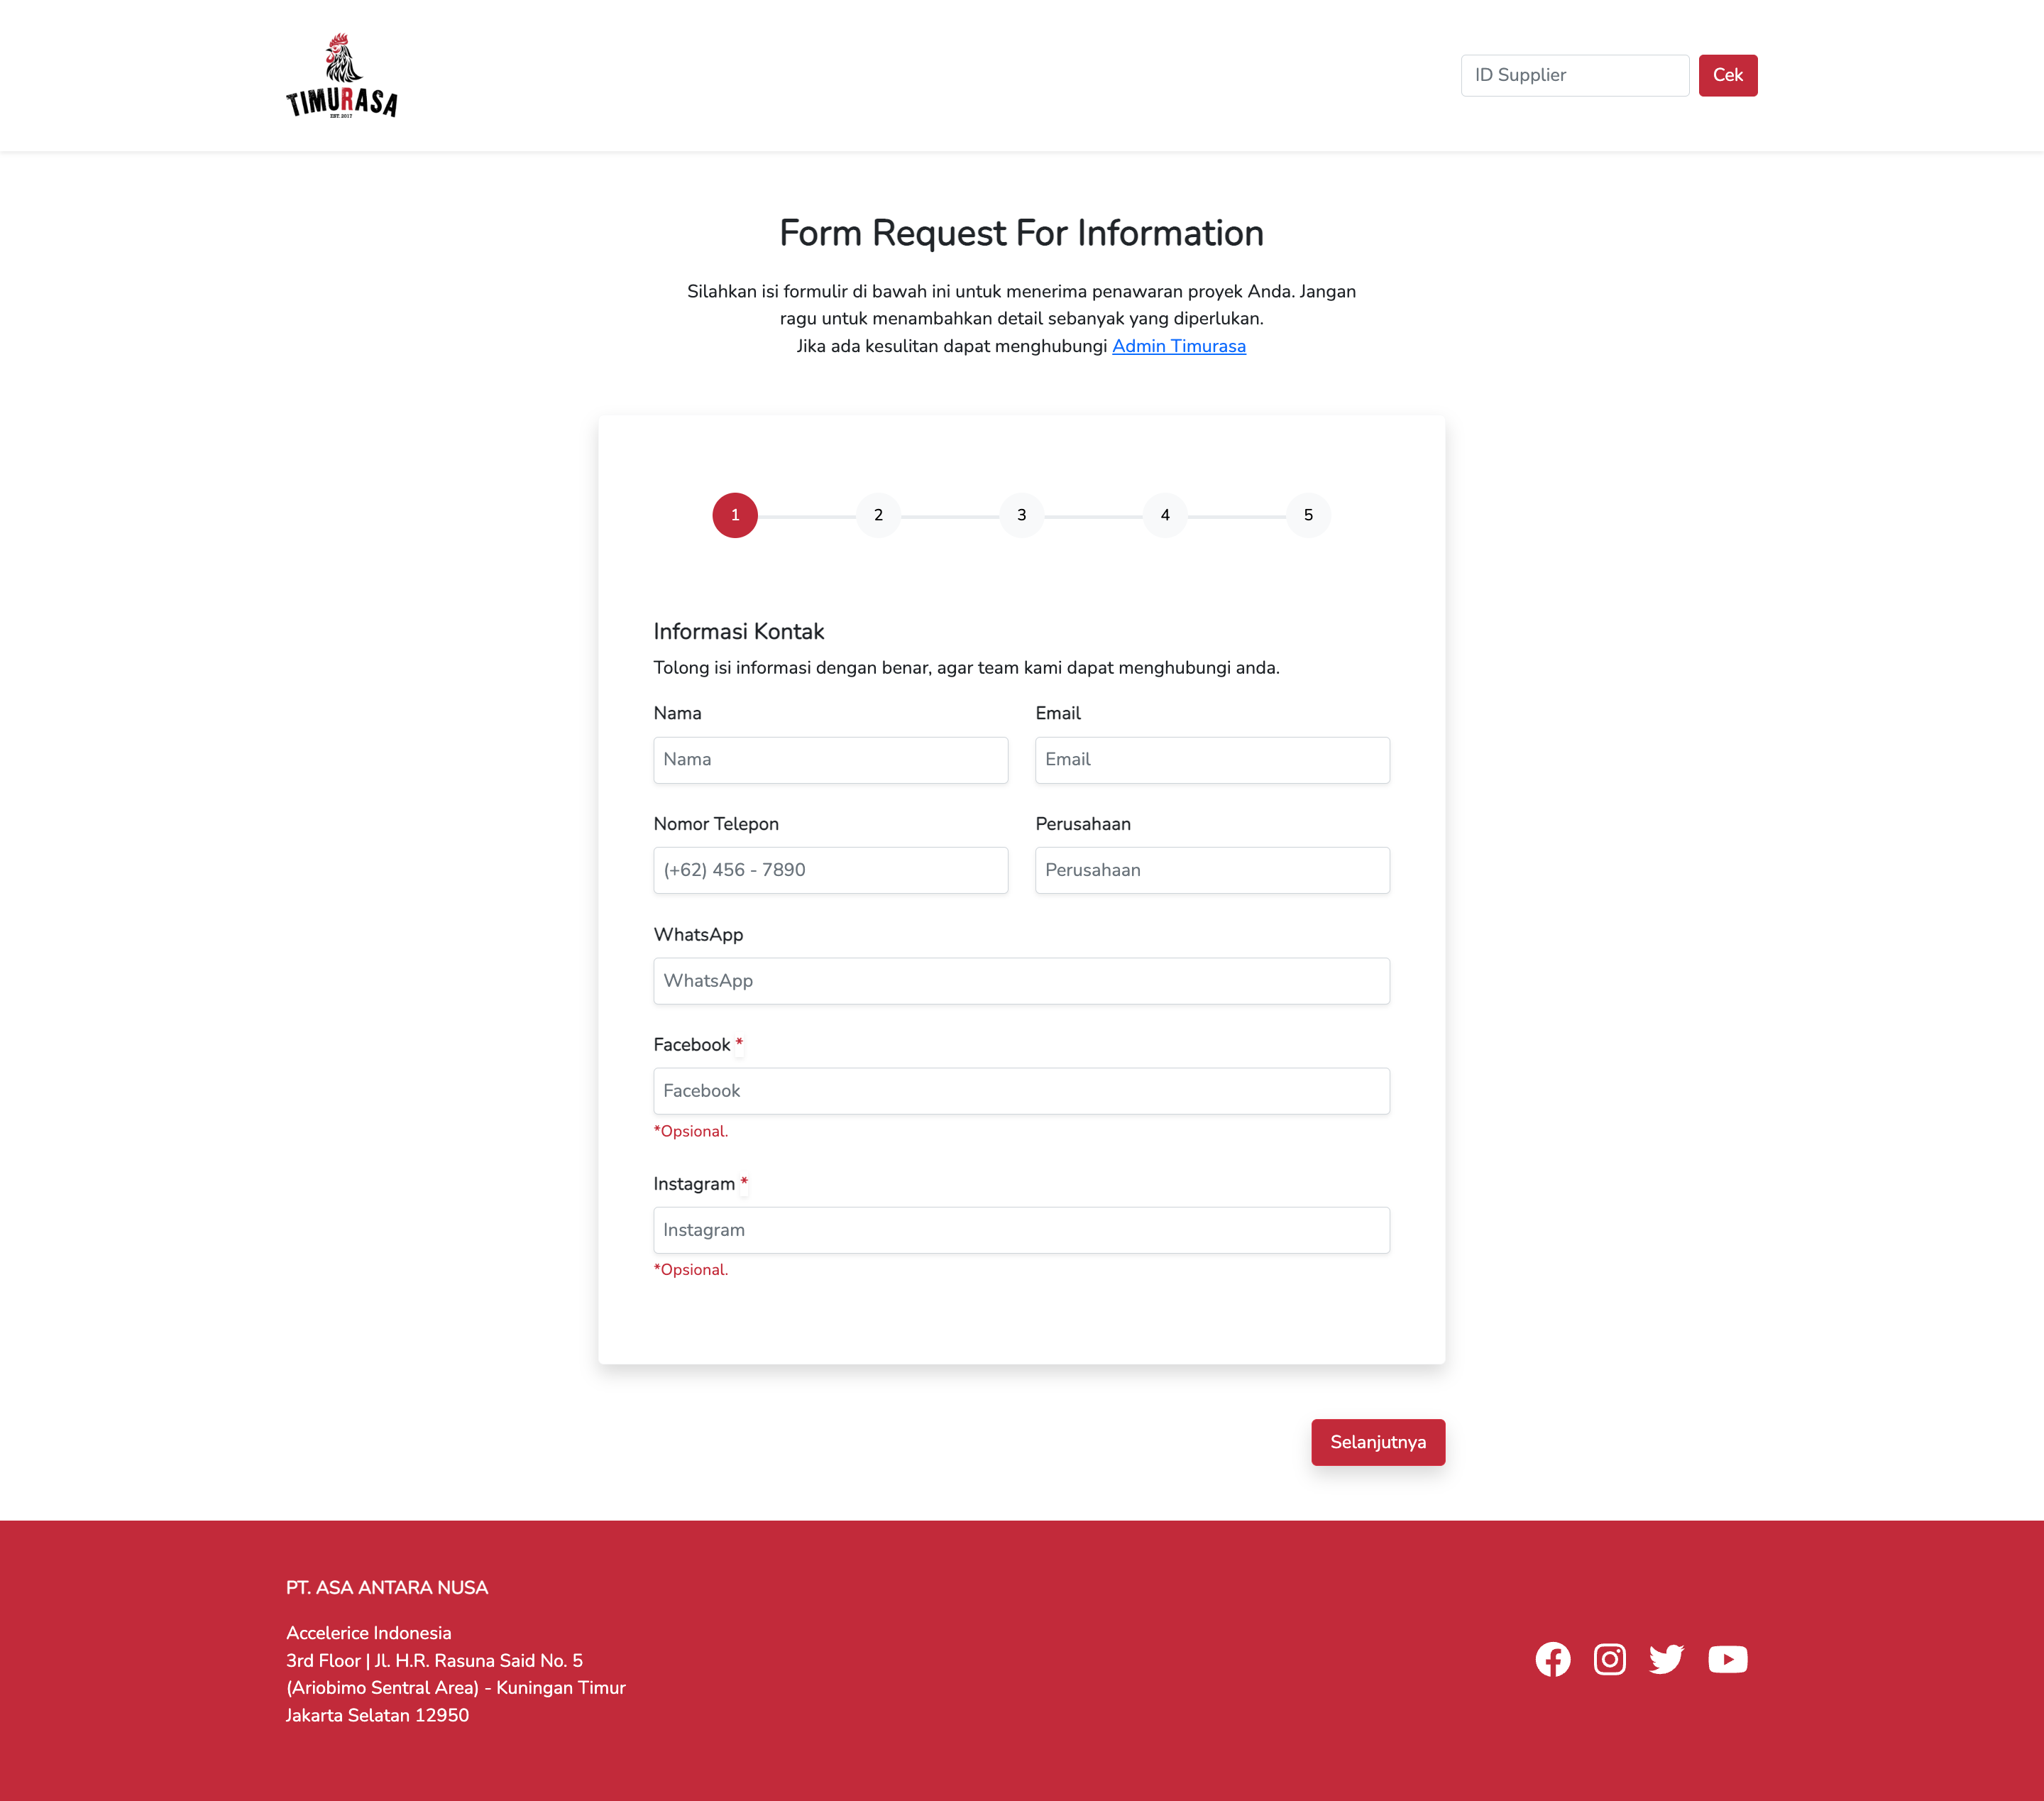 TIMURASA
EST. 2017
ID Supplier
Cek
Form Request For Information
Silahkan isi formulir di bawah ini untuk menerima penawaran proyek Anda. Jangan
ragu untuk menambahkan detail sebanyak yang diperlukan.
Jika ada kesulitan dapat menghubungi Admin Timurasa
1 2 3 4 5
Informasi Kontak
Tolong isi informasi dengan benar, agar team kami dapat menghubungi anda.
Nama
Nama
Email
Email
Nomor Telepon
(+62) 456 - 7890
Perusahaan
Perusahaan
WhatsApp
WhatsApp
Facebook *
Facebook
*Opsional.
Instagram *
Instagram
*Opsional.
Selanjutnya
PT. ASA ANTARA NUSA
Accelerice Indonesia
3rd Floor | Jl. H.R. Rasuna Said No. 5
(Ariobimo Sentral Area) - Kuningan Timur
Jakarta Selatan 12950